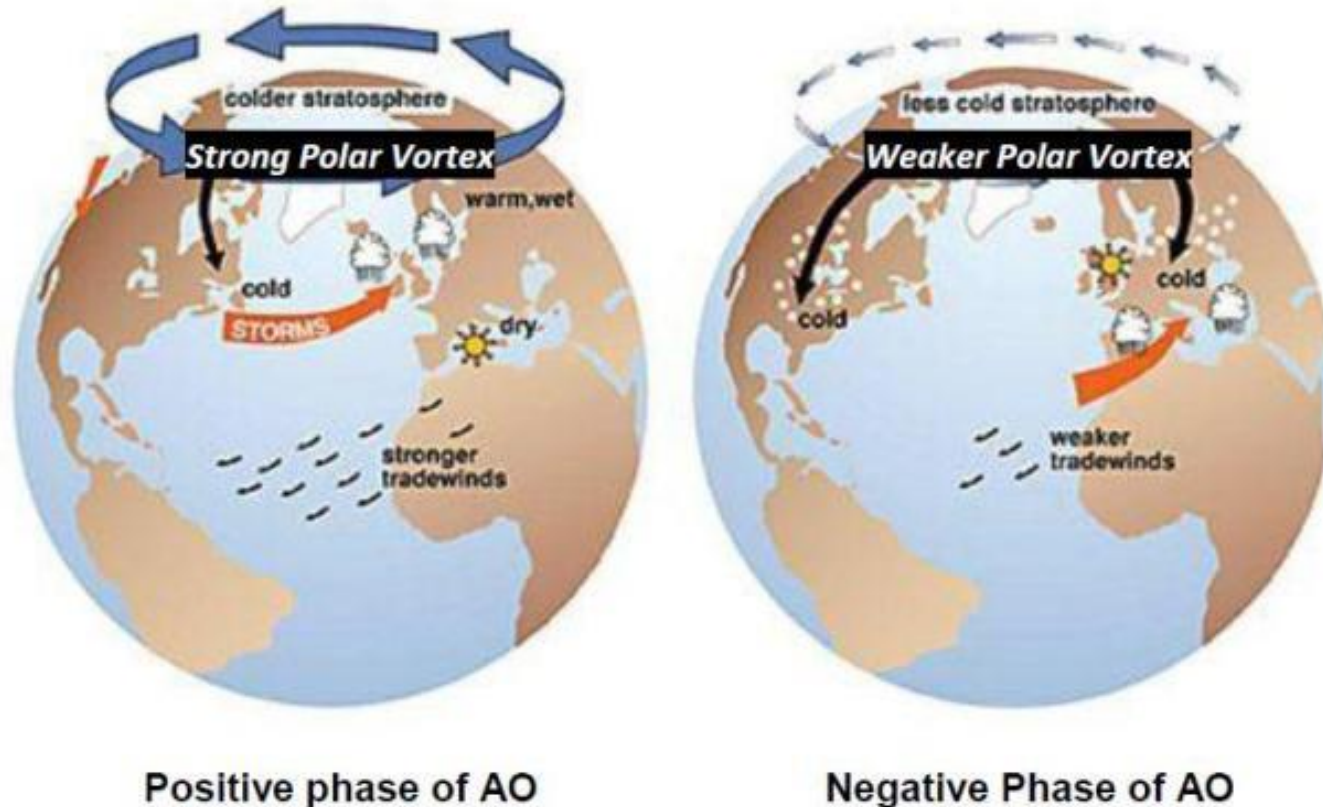 colder stratosphere
Strong Polar Vortex
warm,wet
cold
STORMS
dry
stronger
tradewinds
Positive phase of AO
less cold stratosphere
Weaker Polar Vortex
cold
cold
weaker
tradewinds
Negative Phase of AO